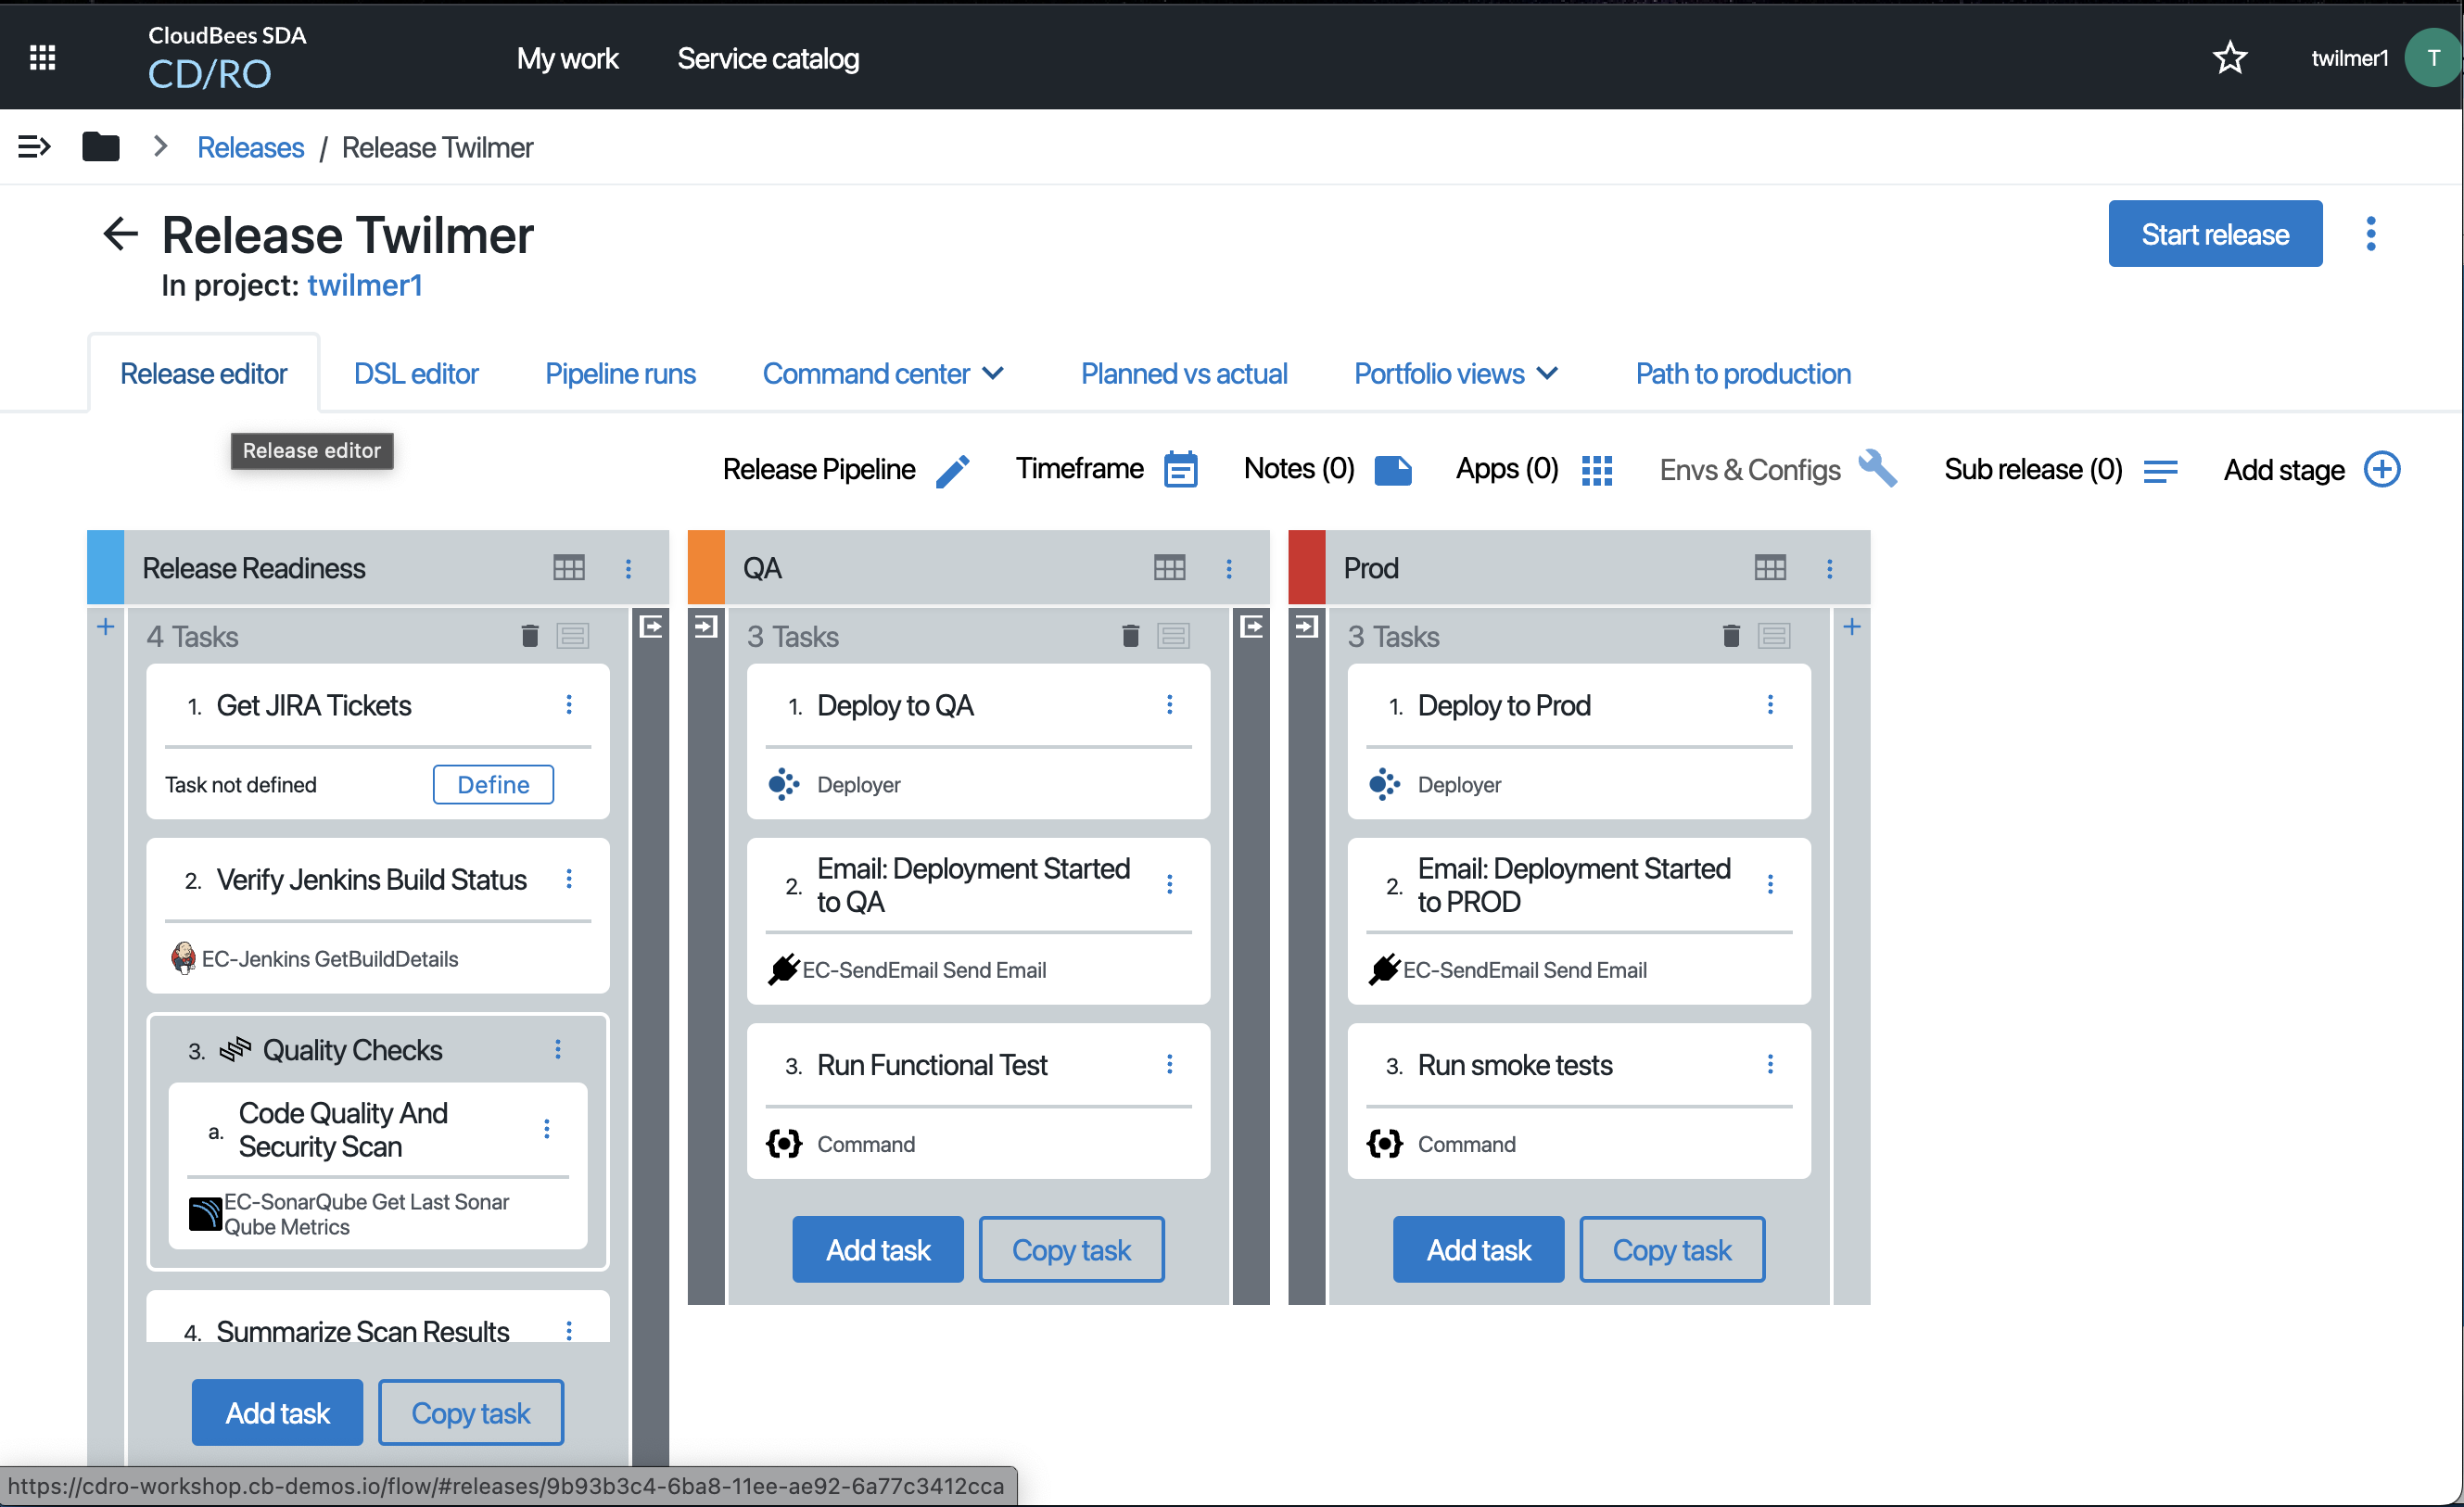 CloudBees SDA
CD/RO
My work
Service catalog
twilmer1
T
Releases / Release Twilmer
Release Twilmer
In project: twilmer1
Start release
Release editor
DSL editor
Pipeline runs
Command center
Planned vs actual
Portfolio views
Path to production
Release editor
Release Pipeline
Timeframe
Notes (0)
Apps (0)
Envs & Configs
Sub release (0)
Add stage
Release Readiness
4 Tasks
1. Get JIRA Tickets
Task not defined
Define
2. Verify Jenkins Build Status
EC-Jenkins GetBuildDetails
3. Quality Checks
a. Code Quality And
Security Scan
EC-SonarQube Get Last Sonar
Qube Metrics
4. Summarize Scan Results
Add task
Copy task
QA
3 Tasks
1. Deploy to QA
Deployer
2. Email: Deployment Started
to QA
EC-SendEmail Send Email
3. Run Functional Test
Command
Add task
Copy task
Prod
3 Tasks
1. Deploy to Prod
Deployer
2. Email: Deployment Started
to PROD
EC-SendEmail Send Email
3. Run smoke tests
Command
Add task
Copy task
https://cdro-workshop.cb-demos.io/flow/#releases/9b93b3c4-6ba8-11ee-ae92-6a77c3412cca